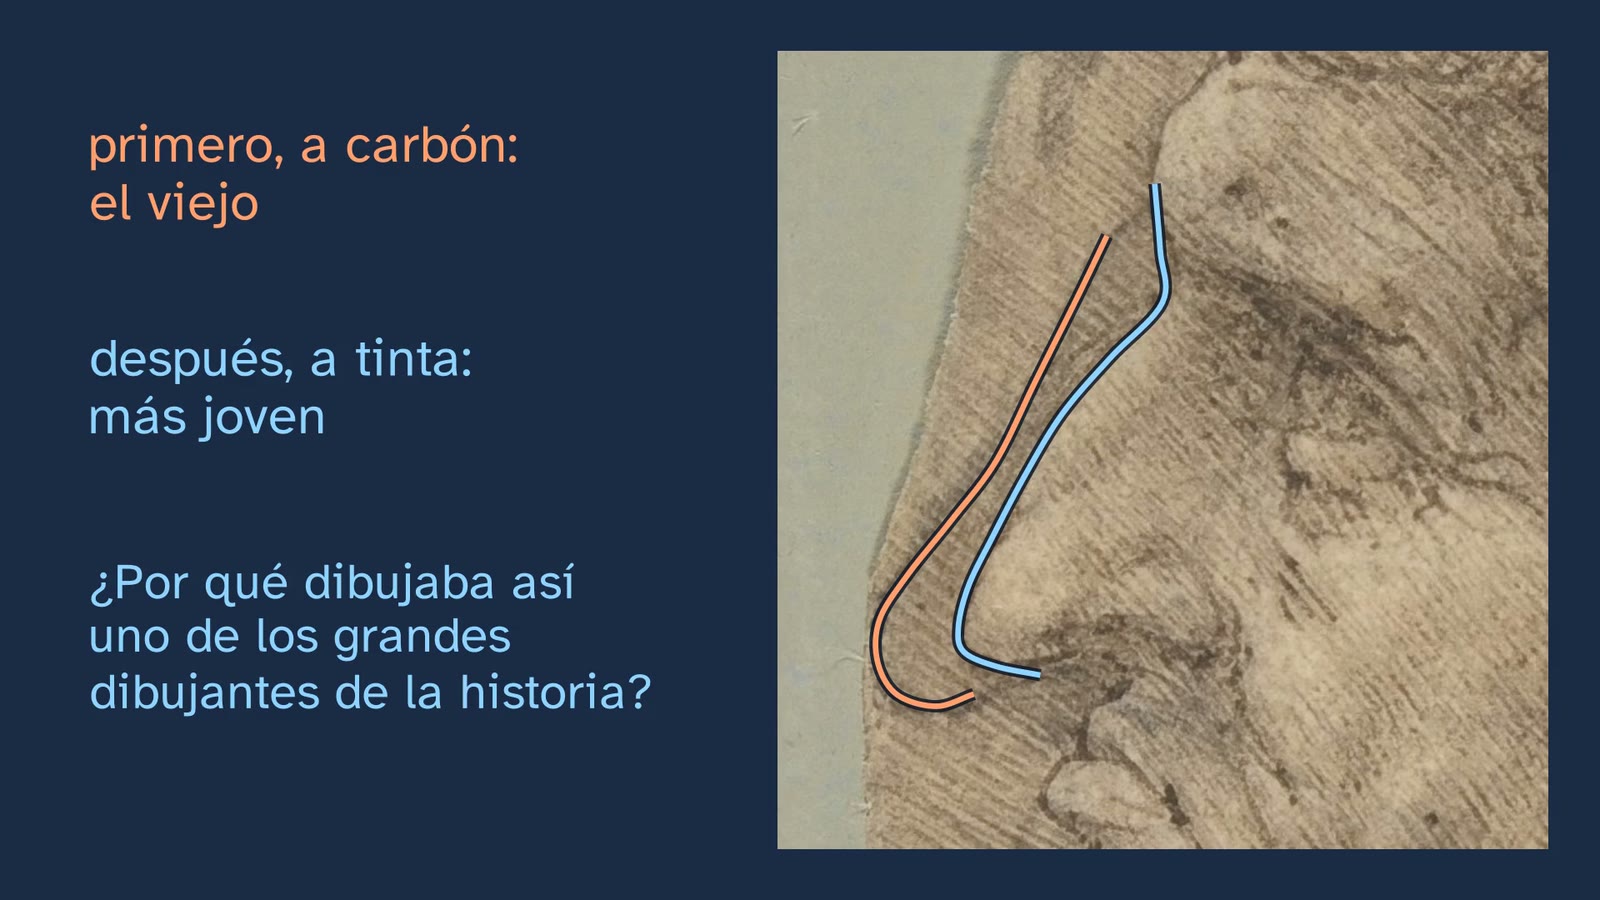 primero, a carbón:
el viejo
después, a tinta:
más joven
¿Por qué dibujaba así
uno de los grandes
dibujantes de la historia?